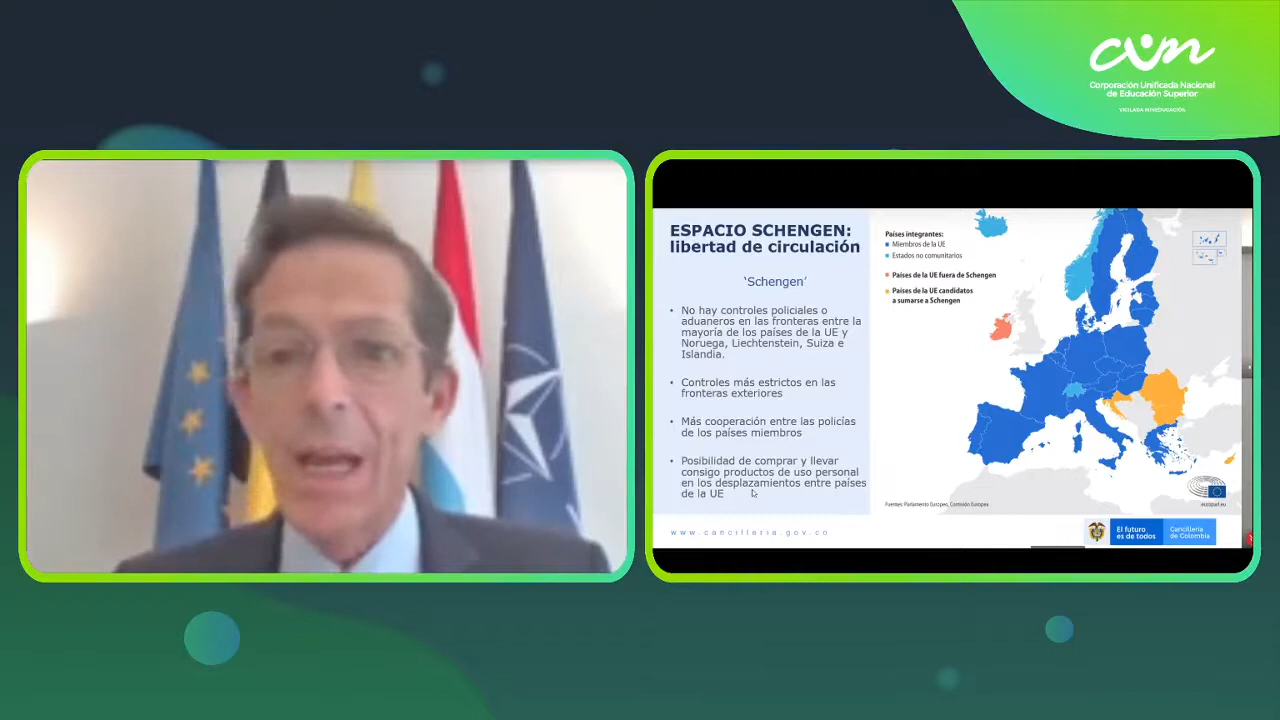 cun
Corporación Unificada Nacional
de Educación Superior
VIGILADA MINEDUCACIÓN
ESPACIO SCHENGEN:
libertad de circulación
‘Schengen’
• No hay controles policiales o
aduaneros en las fronteras entre la
mayoría de los países de la UE y
Noruega, Liechtenstein, Suiza e
Islandia.
• Controles más estrictos en las
fronteras exteriores
• Más cooperación entre las policías
de los países miembros
• Posibilidad de comprar y llevar
consigo productos de uso personal
en los desplazamientos entre países
de la UE
www.cancilleria.gov.co
Países integrantes:
Miembros de la UE
Estados no comunitarios
Países de la UE fuera de Schengen
Países de la UE candidatos
a sumarse a Schengen
Fuentes: Parlamento Europeo, Comisión Europea
europarl.eu
El futuro
es de todos
Cancillería
de Colombia